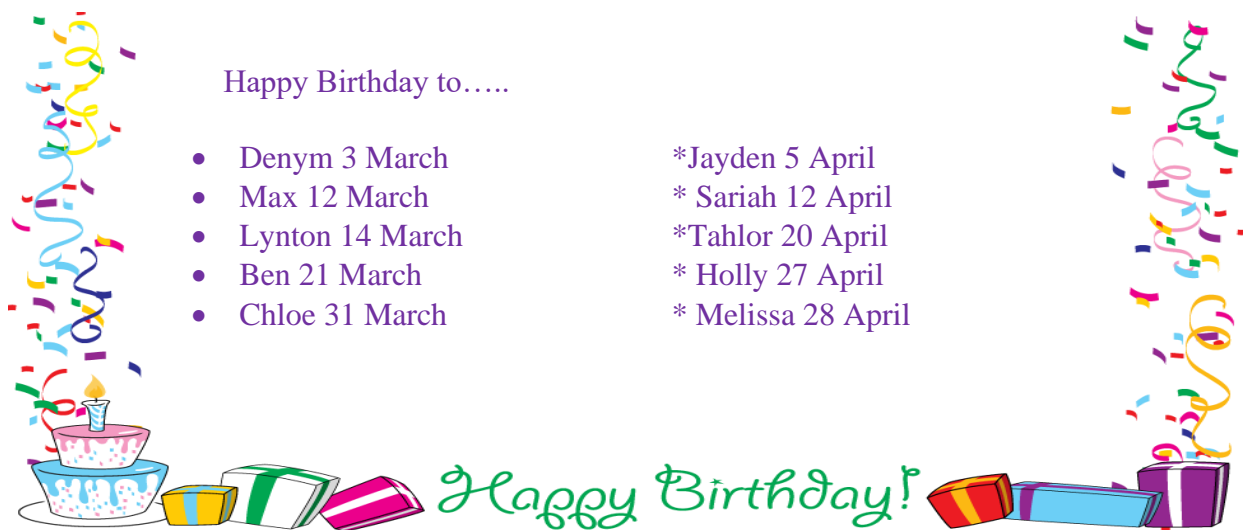 Happy Birthday to…..
• Denym 3 March
• Max 12 March
• Lynton 14 March
• Ben 21 March
• Chloe 31 March
*Jayden 5 April
* Sariah 12 April
*Tahlor 20 April
* Holly 27 April
* Melissa 28 April
Happy Birthday!